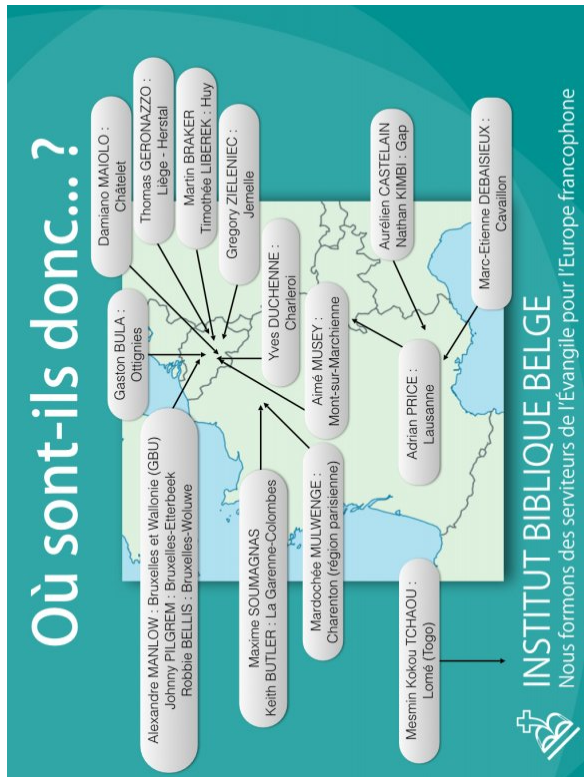 Où sont-ils donc... ?
Gaston BULA :
Ottignies
Damiano MAIOLO :
Châtelet
Thomas GERONAZZO :
Liège - Herstal
Martin BRAKER
Timothée LIBEREK : Huy
Gregory ZIELENIEC :
Jemelle
Alexandre MANLOW : Bruxelles et Wallonie (GBU)
Johnny PILGREM : Bruxelles-Etterbeek
Robbie BELLIS : Bruxelles-Woluwe
Yves DUCHENNE :
Charleroi
Maxime SOUMAGNAS
Keith BUTLER : La Garenne-Colombes
Aimé MUSEY :
Mont-sur-Marchienne
Mardochée MULWENGE :
Charenton (région parisienne)
Aurélien CASTELAIN
Nathan KIMBI : Gap
Adrian PRICE :
Lausanne
Marc-Etienne DEBAISIEUX :
Cavaillon
Mesmin Kokou TCHAOU :
Lomé (Togo)
INSTITUT BIBLIQUE BELGE
Nous formons des serviteurs de l'Évangile pour l'Europe francophone